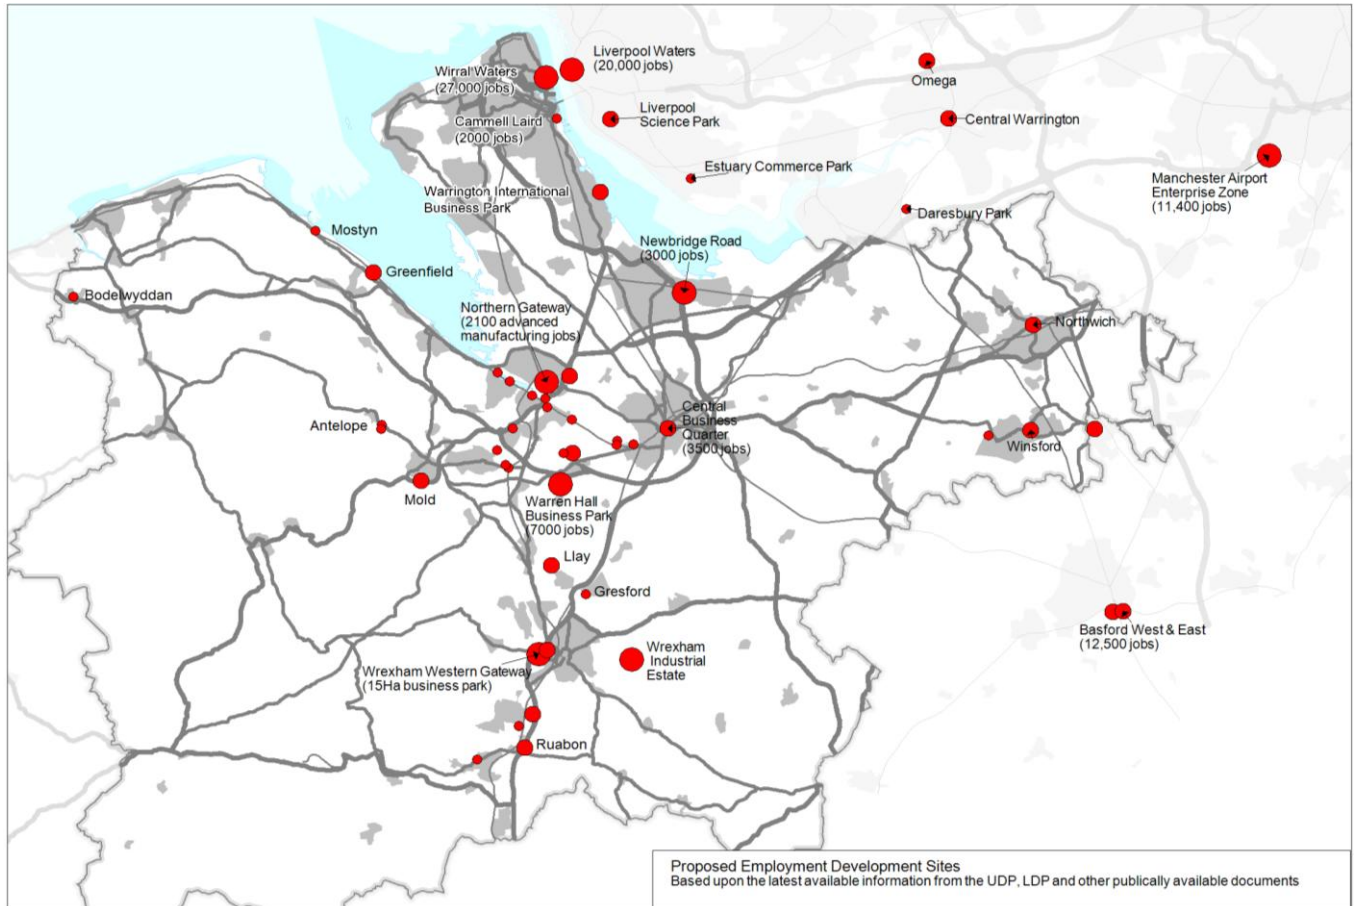 Liverpool Waters
(20,000 jobs)
Wirral Waters
(27,000 jobs)
Omega
Liverpool
Science Park
Cammell Laird
(2000 jobs)
Central Warrington
Estuary Commerce Park
Manchester Airport
Enterprise Zone
(11,400 jobs)
Warrington International
Business Park
Daresbury Park
Mostyn
Newbridge Road
(3000 jobs)
Greenfield
Bodelwyddan
Northern Gateway
(2100 advanced
manufacturing jobs)
Northwich
Antelope
Central
Business
Quarter
(3500 jobs)
Winsford
Mold
Warren Hall
Business Park
(7000 jobs)
Llay
Gresford
Basford West & East
(12,500 jobs)
Wrexham
Industrial
Estate
Wrexham Western Gateway
(15Ha business park)
Ruabon
Proposed Employment Development Sites
Based upon the latest available information from the UDP, LDP and other publically available documents